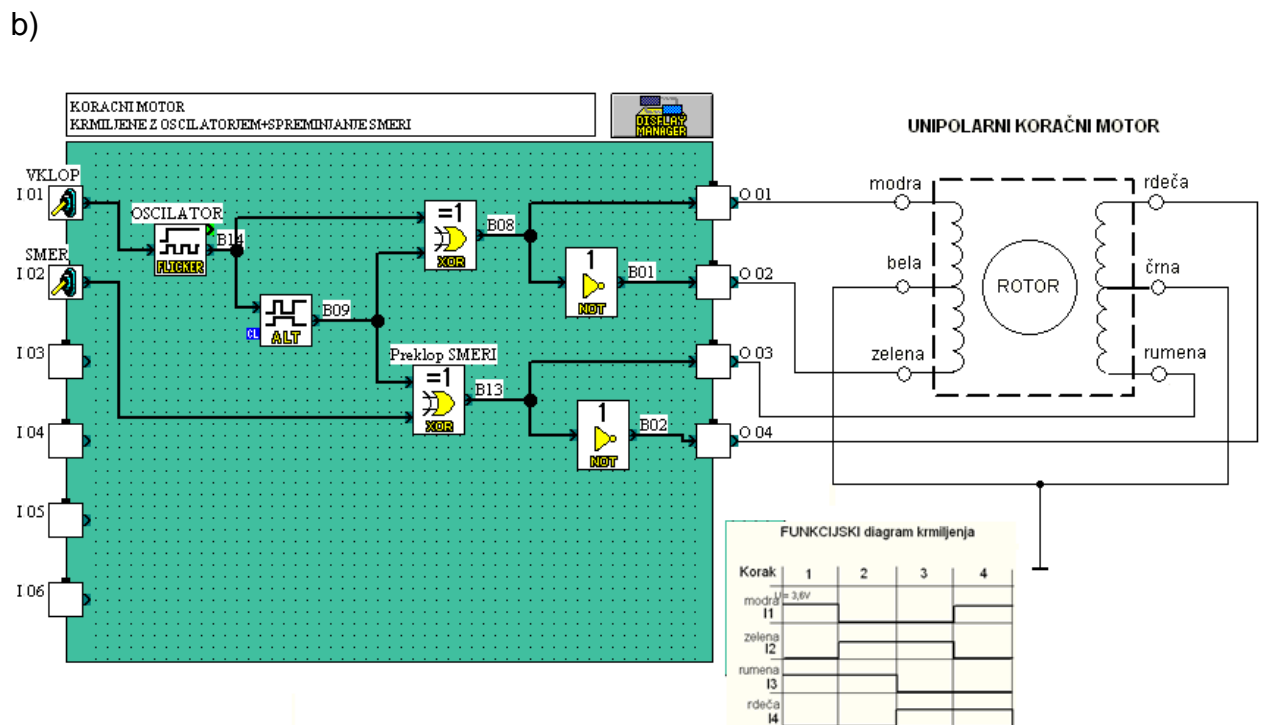 b)
KORACNI MOTOR
KRMILJENE Z OSCILATORJEM+SPREMINJANJE SMERI
DISPLAY
MANAGER
UNIPOLARNI KORAČNI MOTOR
VKLOP
I 01
OSCILATOR
FLICKER
B14
=1
XOR
B08
O 01
modra
rdeča
SMER
I 02
1
NOT
B01
O 02
bela
ROTOR
črna
CL
ALT
B09
I 03
Preklop SMERI
=1
XOR
B13
O 03
zelena
rumena
I 04
1
NOT
B02
O 04
I 05
I 06
FUNKCIJSKI diagram krmiljenja
Korak 1 2 3 4
modra U = 3,6V
I1
zelena
I2
rumena
I3
rdeča
I4